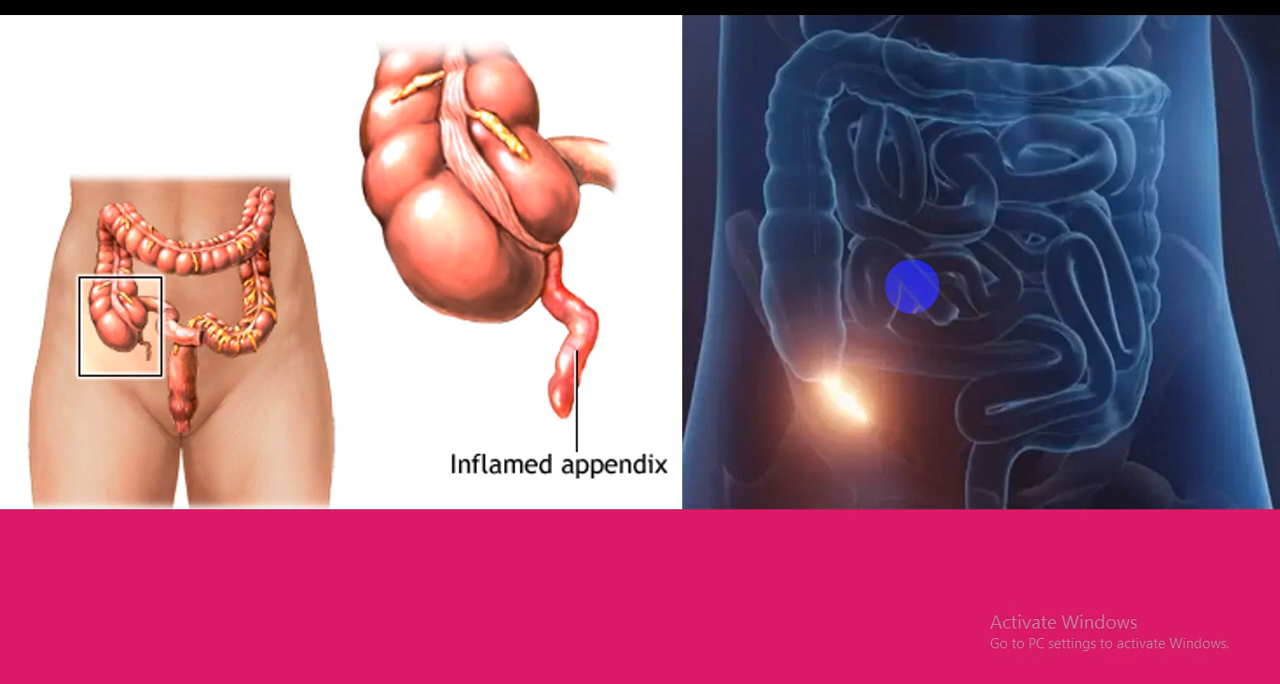 Inflamed appendix
Activate Windows
Go to PC settings to activate Windows.